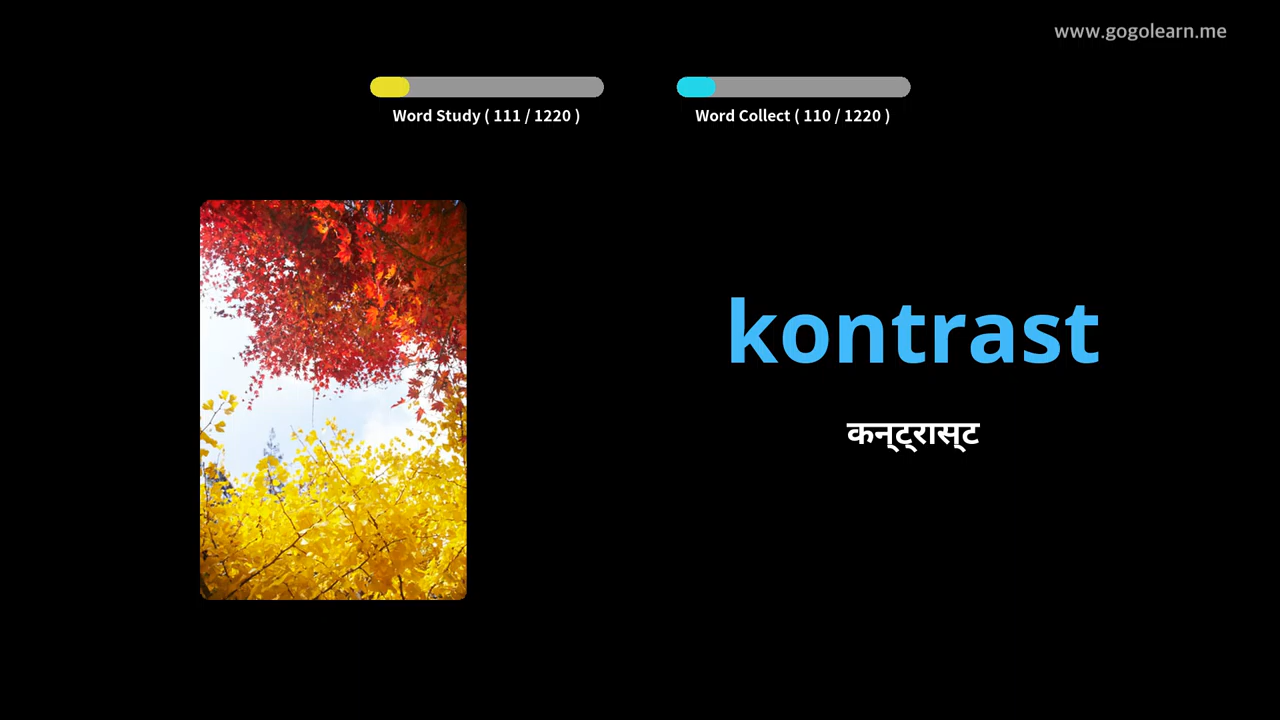 www.gogolearn.me
Word Study ( 111 / 1220 )
Word Collect ( 110 / 1220 )
kontrast
कन्ट्रास्ट